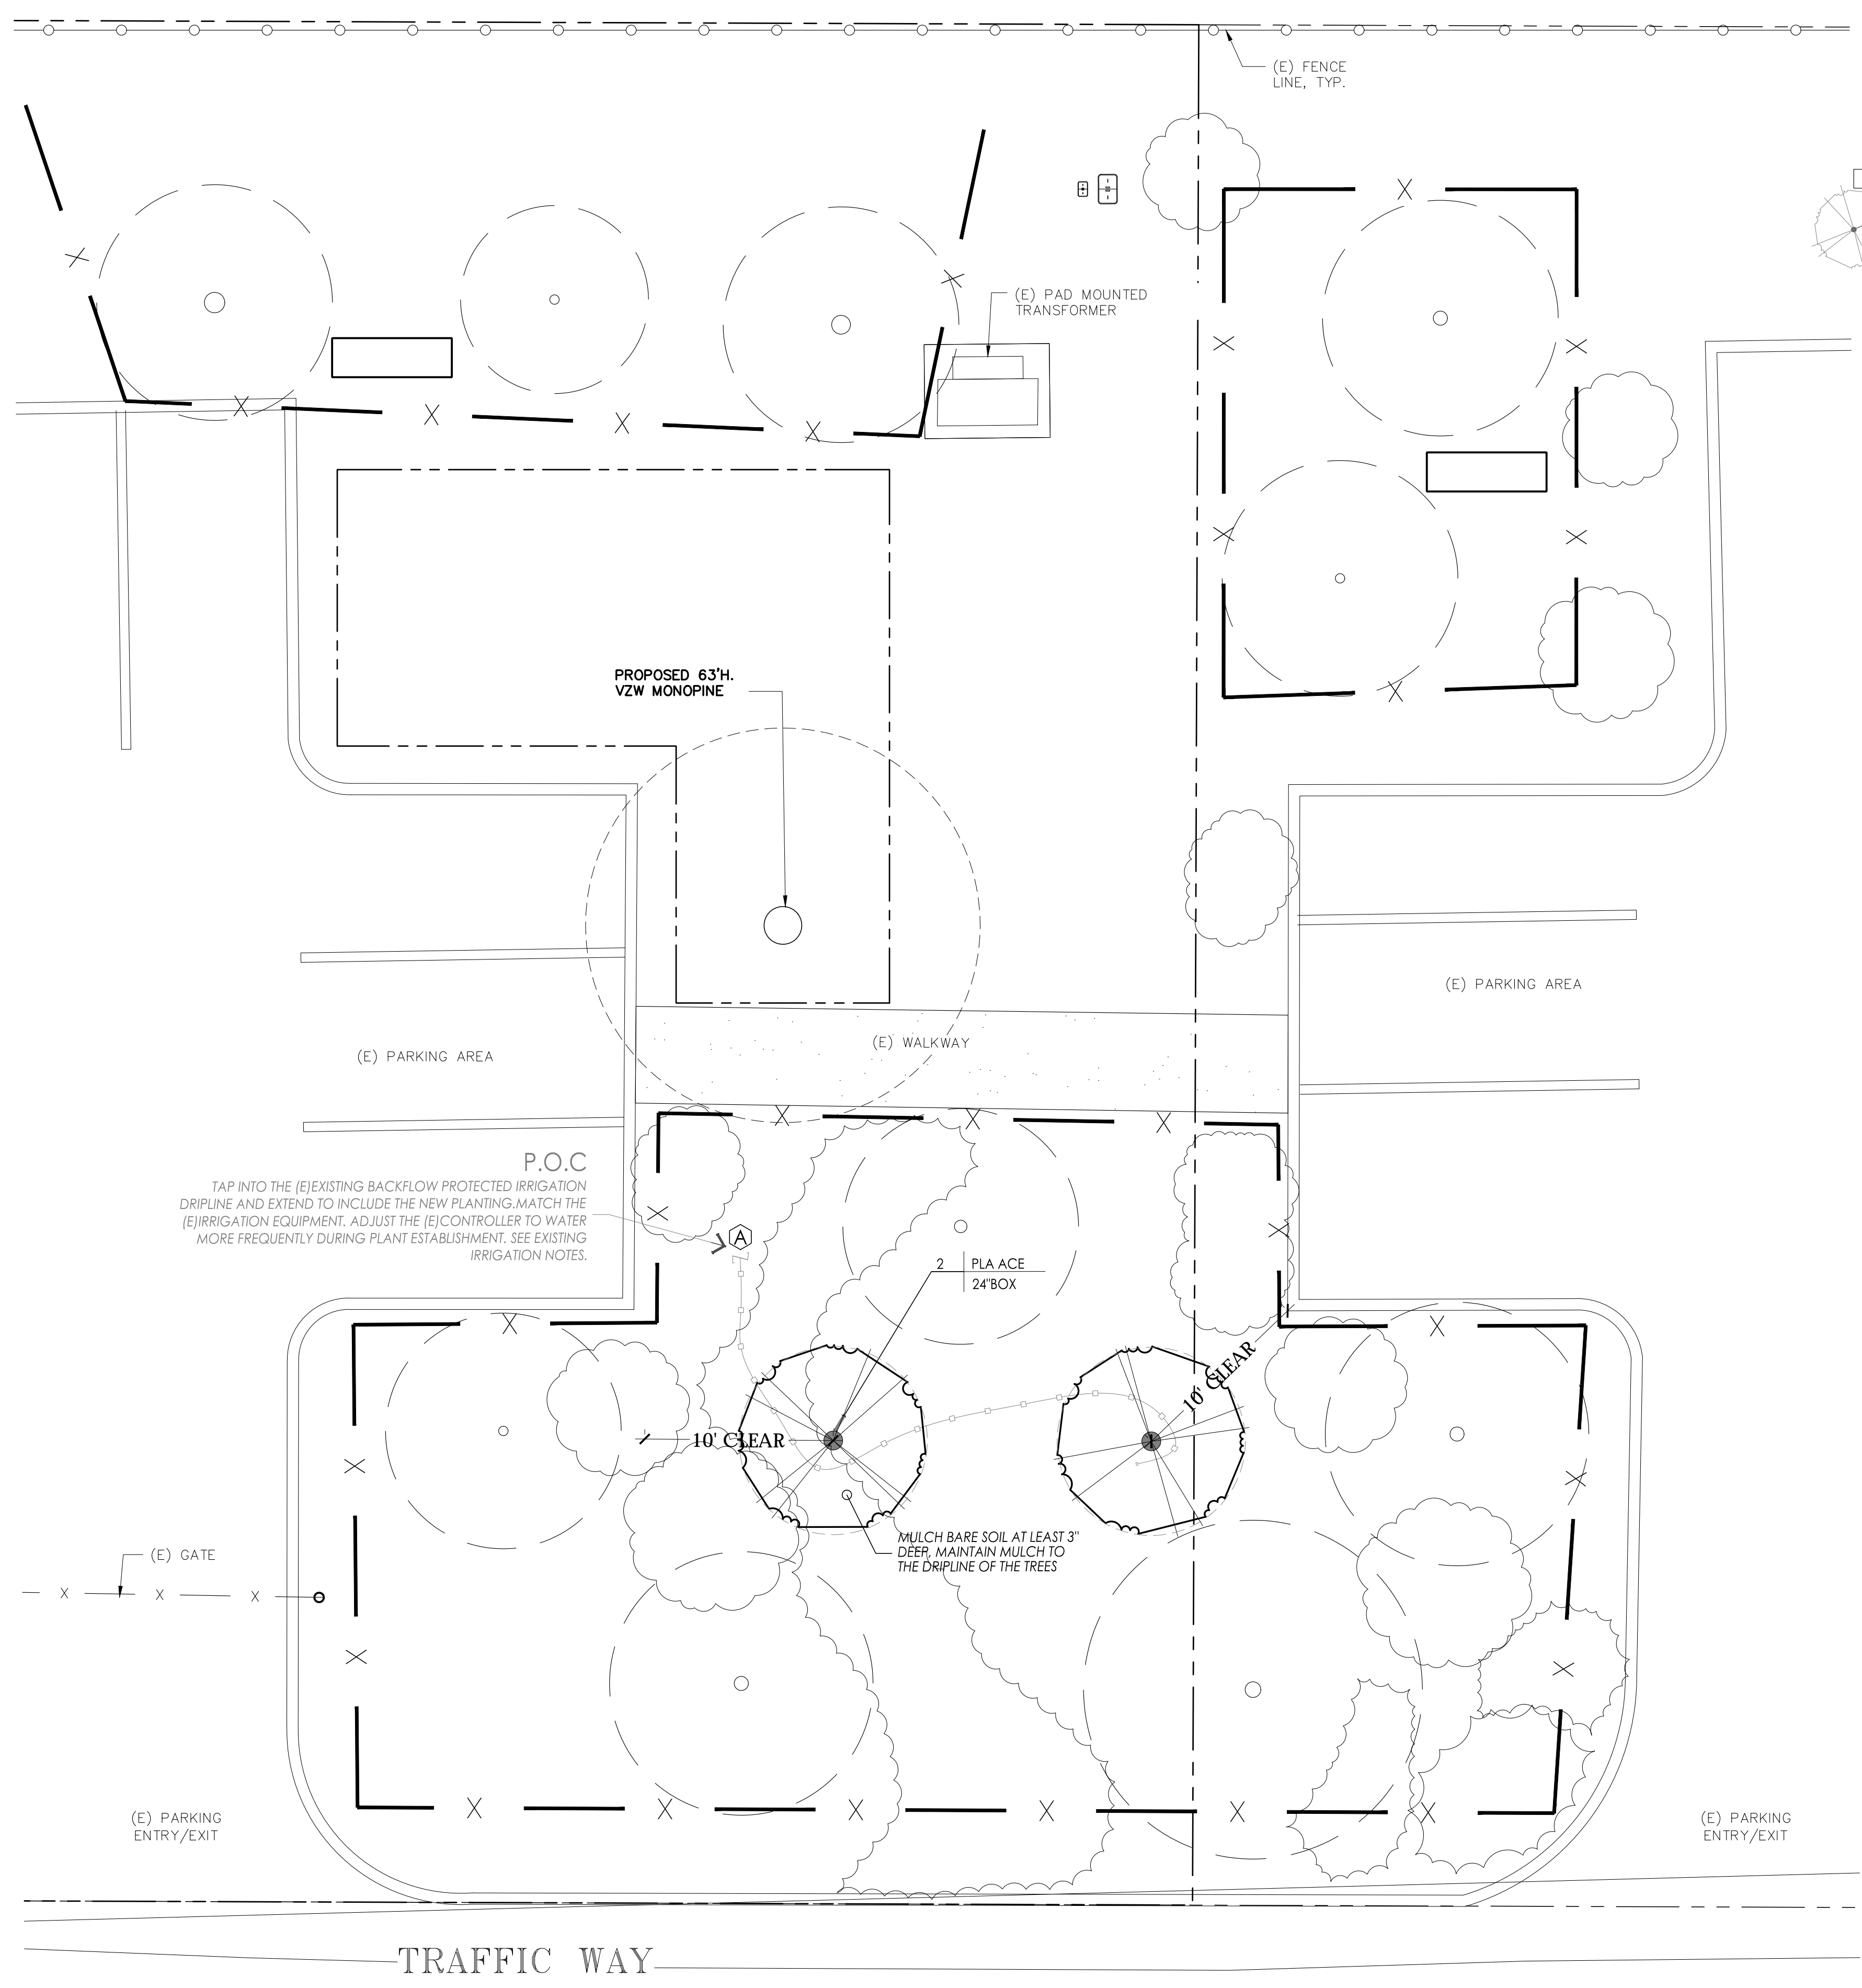 (E) FENCE
LINE, TYP.
(E) PAD MOUNTED
TRANSFORMER
PROPOSED 63'H.
VZW MONOPINE
(E) PARKING AREA
(E) WALKWAY
(E) PARKING AREA
P.O.C
TAP INTO THE (E)EXISTING BACKFLOW PROTECTED IRRIGATION
DRIPLINE AND EXTEND TO INCLUDE THE NEW PLANTING.MATCH THE
(E)IRRIGATION EQUIPMENT. ADJUST THE (E)CONTROLLER TO WATER
MORE FREQUENTLY DURING PLANT ESTABLISHMENT. SEE EXISTING
IRRIGATION NOTES.
A
2 PLA ACE
24"BOX
10' CLEAR
10' CLEAR
MULCH BARE SOIL AT LEAST 3"
DEEP, MAINTAIN MULCH TO
THE DRIPLINE OF THE TREES
(E) GATE
X X X
(E) PARKING
ENTRY/EXIT
(E) PARKING
ENTRY/EXIT
TRAFFIC WAY